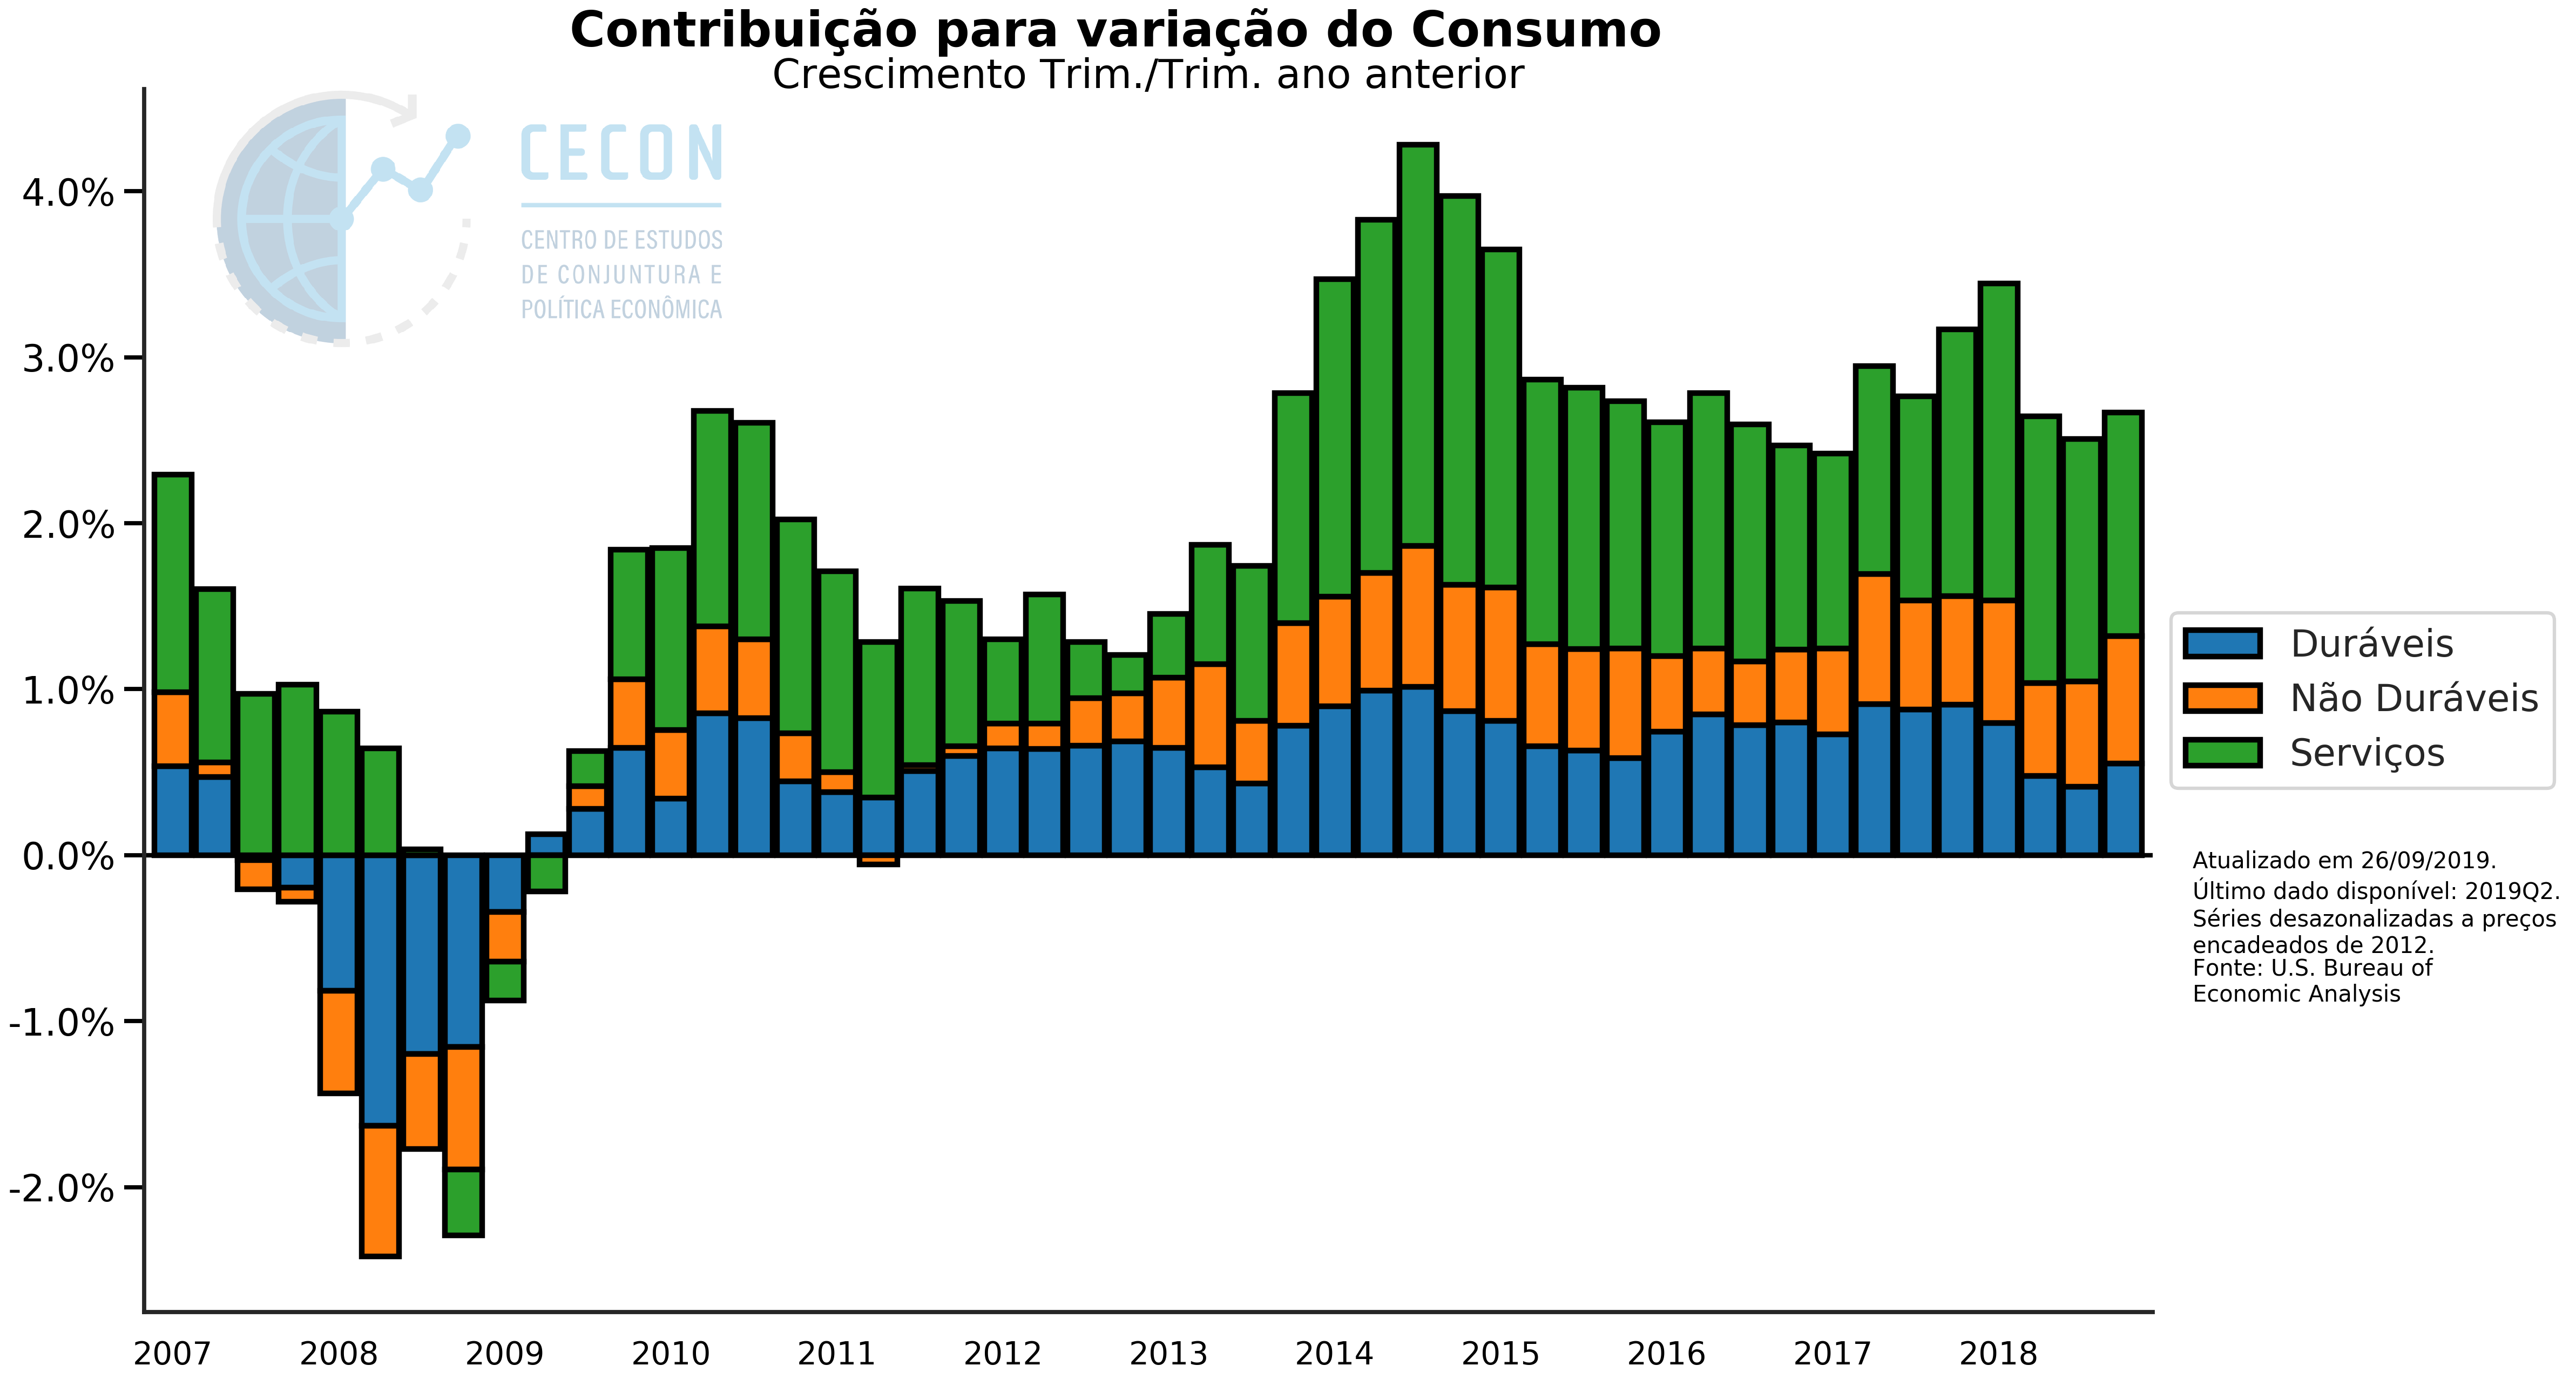 Contribuição para variação do Consumo
Crescimento Trim./Trim. ano anterior
CECON
CENTRO DE ESTUDOS
DE CONJUNTURA E
POLÍTICA ECONÔMICA
4.0%
3.0%
2.0%
1.0%
0.0%
-1.0%
-2.0%
2007 2008 2009 2010 2011 2012 2013 2014 2015 2016 2017 2018
Duráveis
Não Duráveis
Serviços
Atualizado em 26/09/2019.
Último dado disponível: 2019Q2.
Séries desazonalizadas a preços
encadeados de 2012.
Fonte: U.S. Bureau of
Economic Analysis